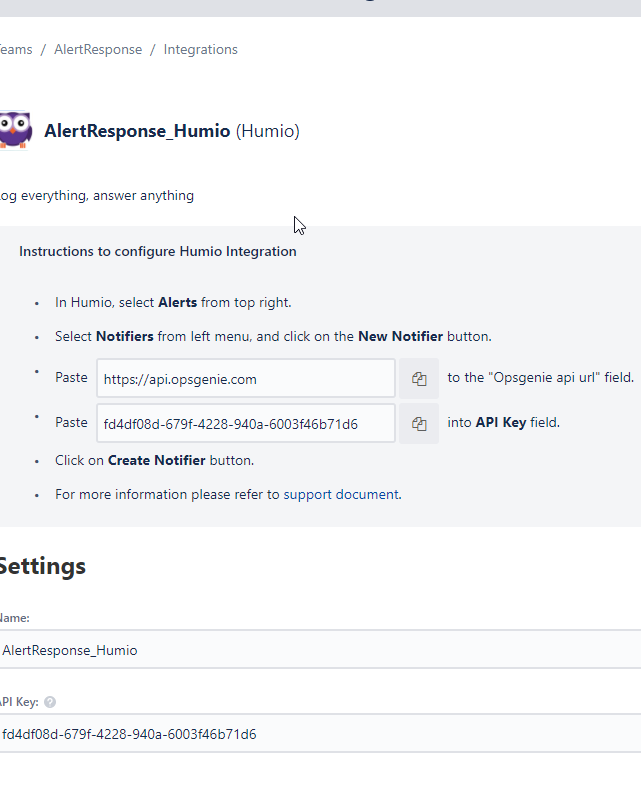 eams / AlertResponse / Integrations
AlertResponse_Humio (Humio)
og everything, answer anything
Instructions to configure Humio Integration
• In Humio, select Alerts from top right.
• Select Notifiers from left menu, and click on the New Notifier button.
• Paste https://api.opsgenie.com to the "Opsgenie api url" field.
• Paste fd4df08d-679f-4228-940a-6003f46b71d6 into API Key field.
• Click on Create Notifier button.
• For more information please refer to support document.
Settings
Name:
AlertResponse_Humio
API Key: ?
fd4df08d-679f-4228-940a-6003f46b71d6